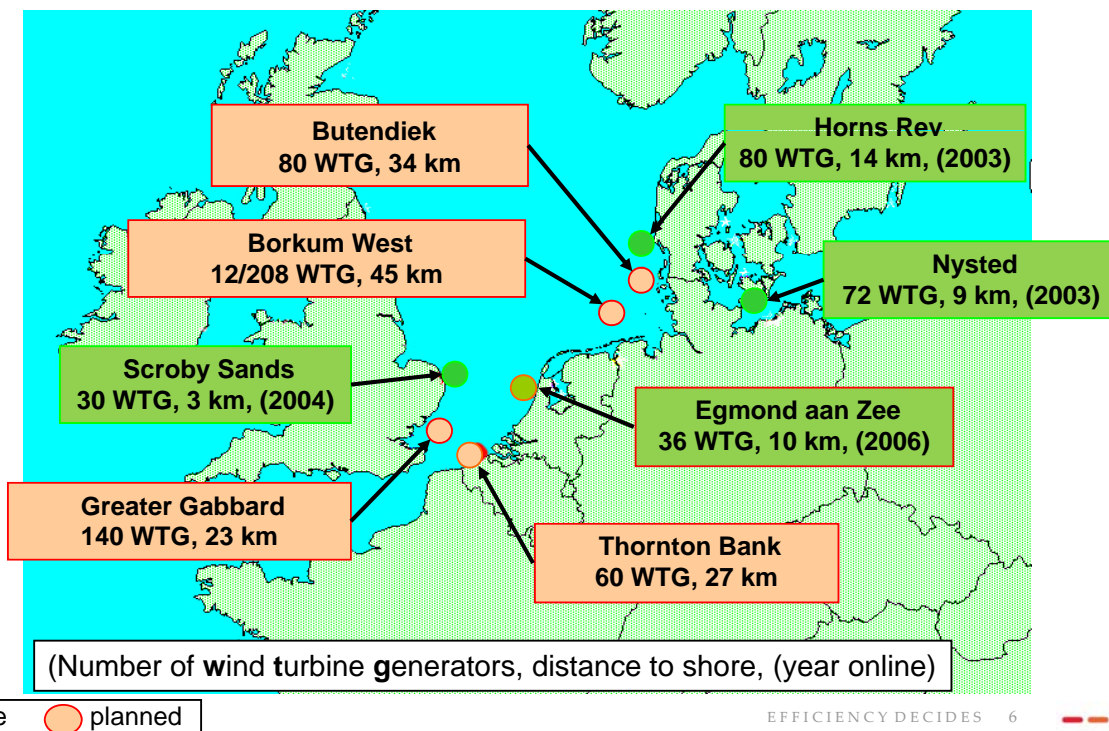 Butendiek
80 WTG, 34 km
Horns Rev
80 WTG, 14 km, (2003)
Borkum West
12/208 WTG, 45 km
Nysted
72 WTG, 9 km, (2003)
Scroby Sands
30 WTG, 3 km, (2004)
Egmond aan Zee
36 WTG, 10 km, (2006)
Greater Gabbard
140 WTG, 23 km
Thornton Bank
60 WTG, 27 km
(Number of wind turbine generators, distance to shore, (year online)
planned
EFFICIENCY DECIDES 6